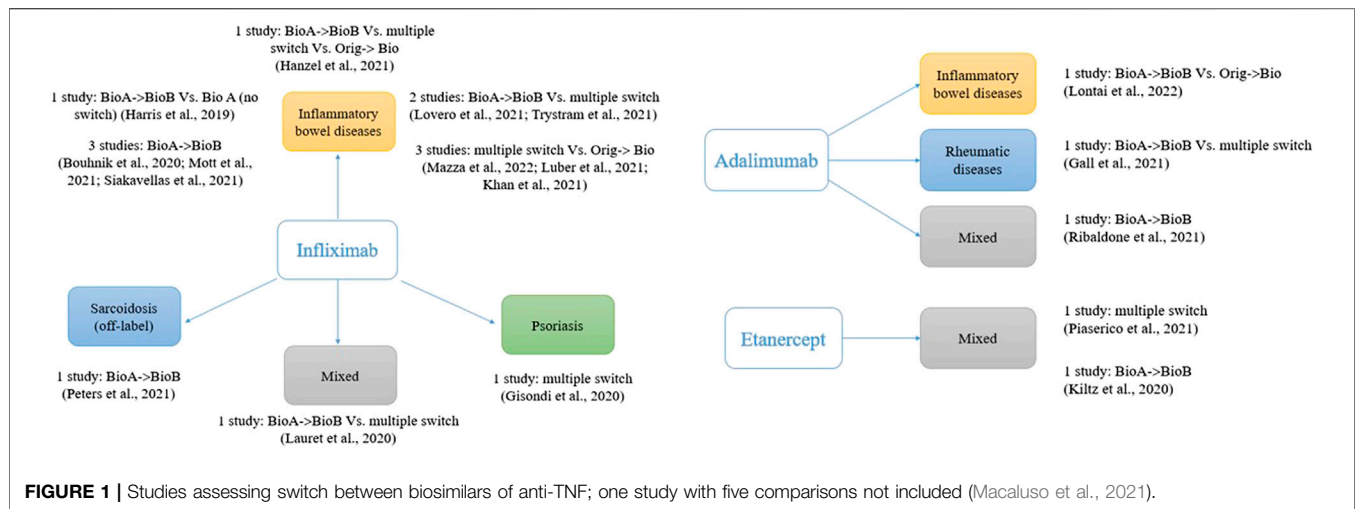 1 study: BioA->BioB Vs. multiple
switch Vs. Orig-> Bio
(Hanzel et al., 2021)
1 study: BioA->BioB Vs. Bio A (no
switch) (Harris et al., 2019)
3 studies: BioA->BioB
(Bouhnik et al., 2020; Mott et al.,
2021; Siakavellas et al., 2021)
Inflammatory
bowel diseases
2 studies: BioA->BioB Vs. multiple switch
(Lovero et al., 2021; Trystram et al., 2021)
3 studies: multiple switch Vs. Orig-> Bio
(Mazza et al., 2022; Luber et al., 2021;
Khan et al., 2021)
Infliximab
Sarcoidosis
(off-label)
1 study: BioA->BioB
(Peters et al., 2021)
Mixed
1 study: BioA->BioB Vs. multiple switch
(Lauret et al., 2020)
Psoriasis
1 study: multiple switch
(Gisondi et al., 2020)
Adalimumab
Inflammatory
bowel diseases
1 study: BioA->BioB Vs. Orig->Bio
(Lontai et al., 2022)
Rheumatic
diseases
1 study: BioA->BioB Vs. multiple switch
(Gall et al., 2021)
Mixed
1 study: BioA->BioB
(Ribaldone et al., 2021)
Etanercept
Mixed
1 study: multiple switch
(Piaserico et al., 2021)
1 study: BioA->BioB
(Kiltz et al., 2020)
FIGURE 1 | Studies assessing switch between biosimilars of anti-TNF; one study with five comparisons not included (Macaluso et al., 2021).